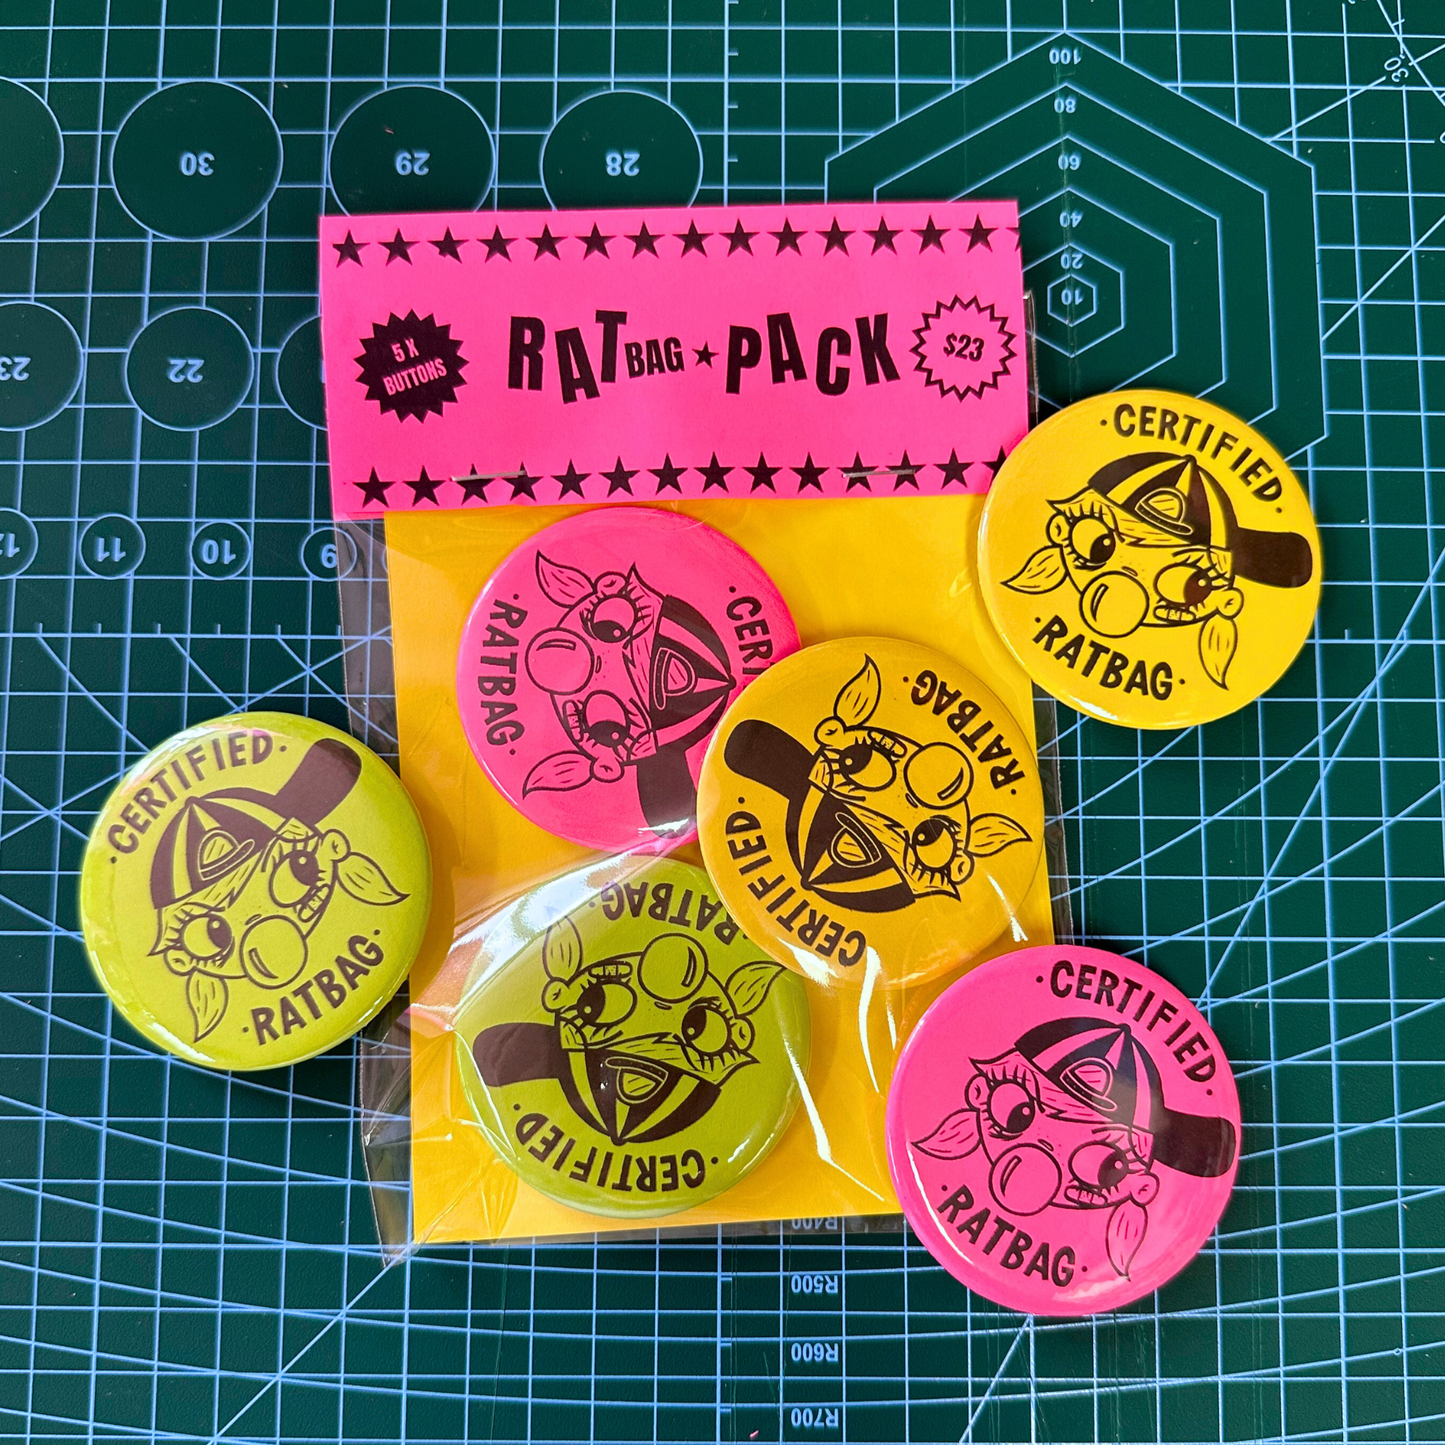 100
80
60
40
20
10
30
30
29
28
23
22
12
11
10
9
5 X
BUTTONS
RATBAG ★ PACK
$23
·CERTIFIED·
·RATBAG·
·CER
·RATBAG·
·CERTIFIED·
·RATBAG·
·CERTIFIED·
·RATBAG·
·CERTIFIED·
·RATBAG·
·CERTIFIED·
·RATBAG·
R400
R500
R600
R700